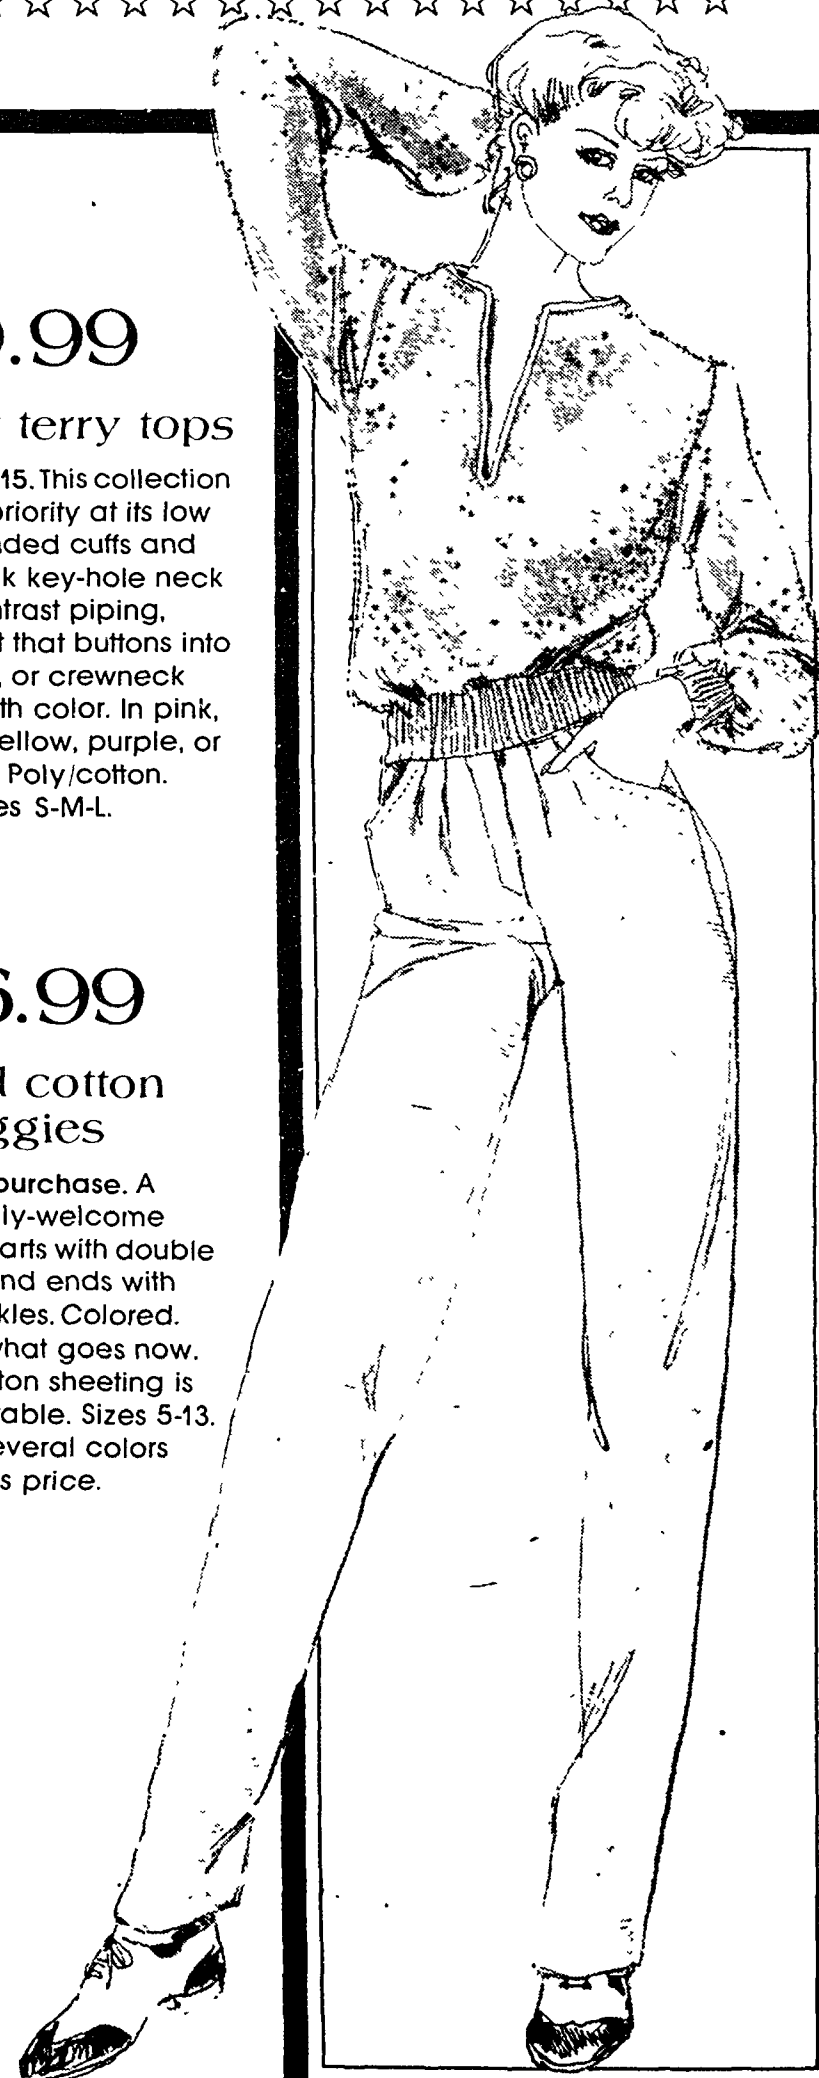 .99
terry tops
15. This collection
priority at its low
ded cuffs and
k key-hole neck
trast piping,
t that buttons into
, or crewneck
th color. In pink,
ellow, purple, or
Poly/cotton.
es S-M-L.
6.99
cotton
ggies
purchase. A
ly-welcome
arts with double
nd ends with
kles. Colored.
what goes now.
ton sheeting is
able. Sizes 5-13.
everal colors
s price.